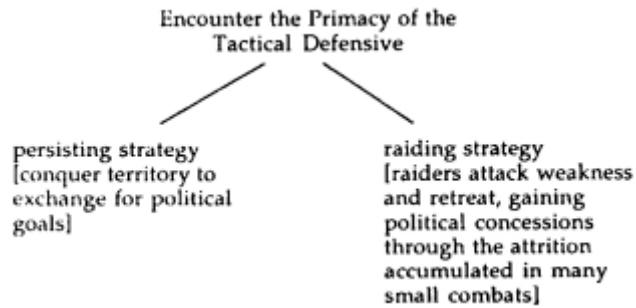 Encounter the Primacy of the
Tactical Defensive
persisting strategy
[conquer territory to
exchange for political
goals]
raiding strategy
[raiders attack weakness
and retreat, gaining
political concessions
through the attrition
accumulated in many
small combats]